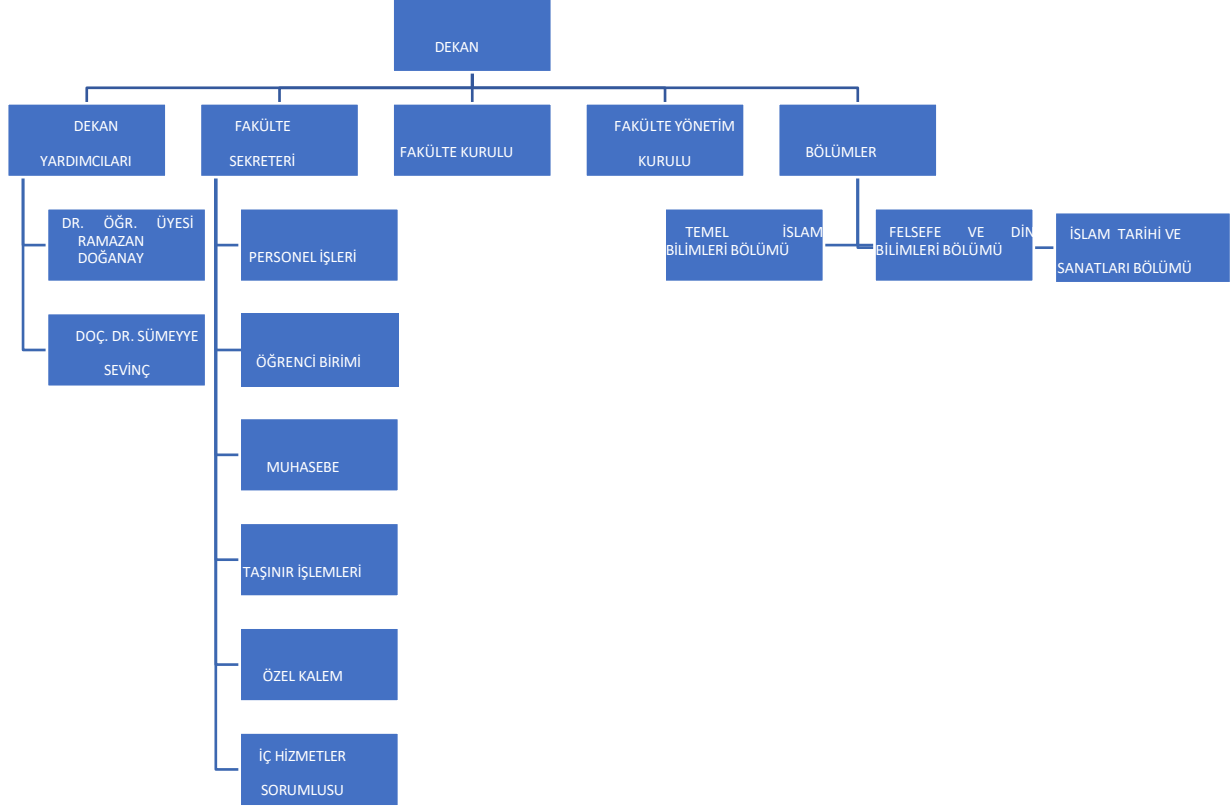 DEKAN
DEKAN
YARDIMCILARI
FAKÜLTE
SEKRETERİ
FAKÜLTE KURULU
FAKÜLTE YÖNETİM
KURULU
BÖLÜMLER
DR. ÖĞR. ÜYESİ
RAMAZAN
DOĞANAY
DOÇ. DR. SÜMEYYE
SEVİNÇ
PERSONEL İŞLERİ
ÖĞRENCİ BİRİMİ
MUHASEBE
TAŞINIR İŞLEMLERİ
ÖZEL KALEM
İÇ HİZMETLER
SORUMLUSU
TEMEL İSLAM
BİLİMLERİ BÖLÜMÜ
FELSEFE VE DİN
BİLİMLERİ BÖLÜMÜ
İSLAM TARİHİ VE
SANATLARI BÖLÜMÜ